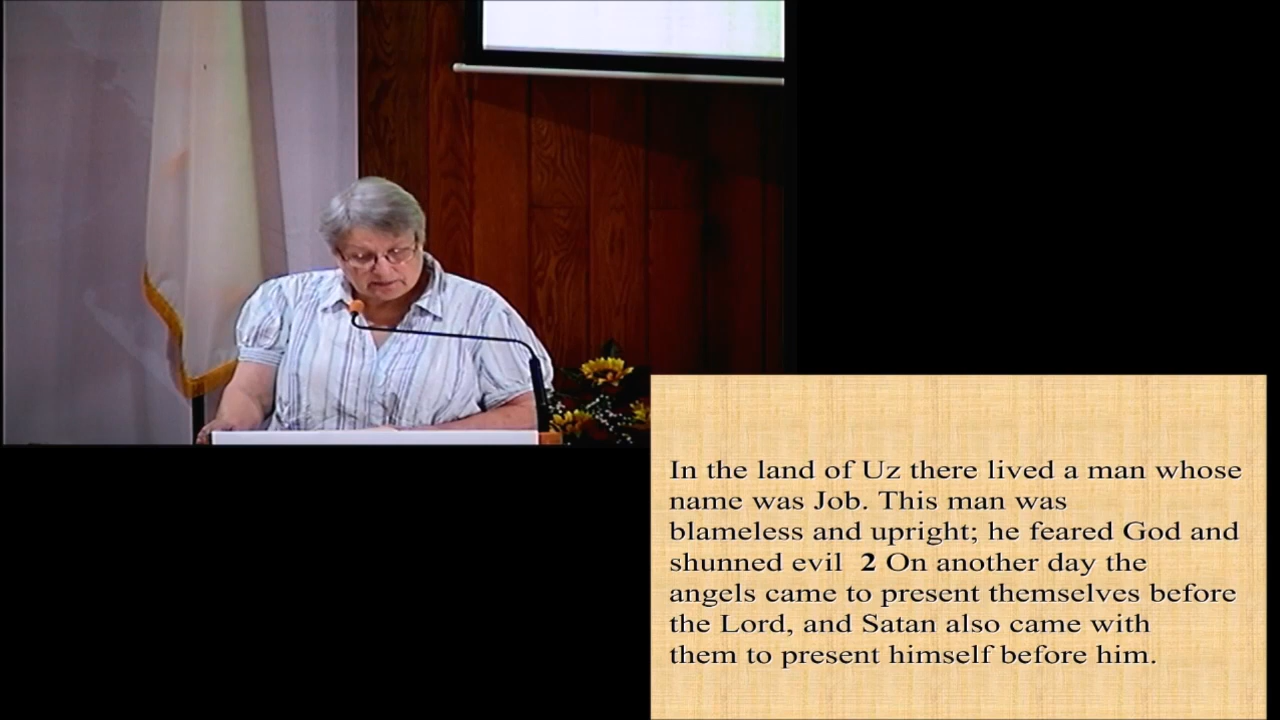 In the land of Uz there lived a man whose
name was Job. This man was
blameless and upright; he feared God and
shunned evil  2 On another day the
angels came to present themselves before
the Lord, and Satan also came with
them to present himself before him.